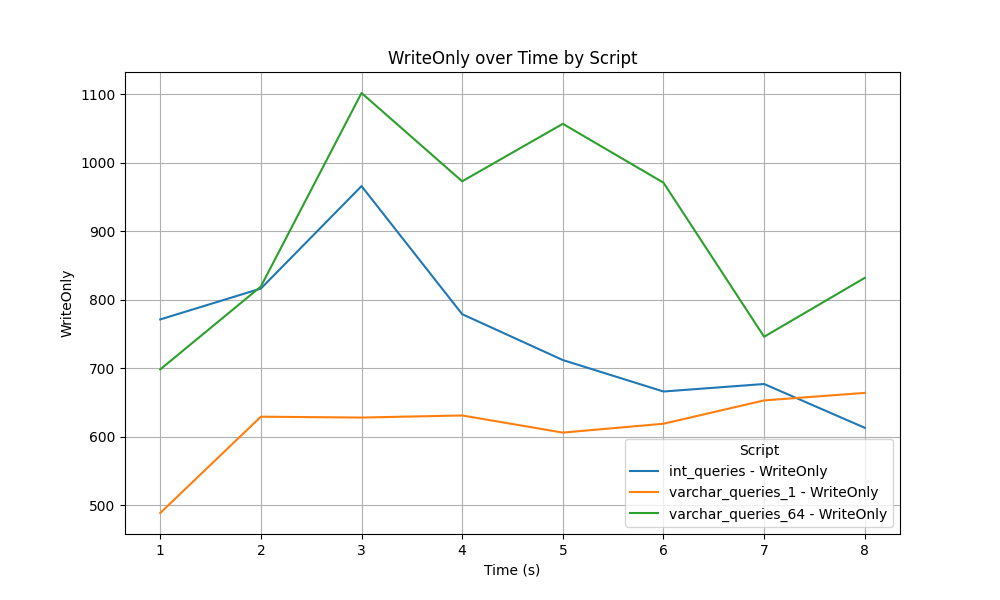 WriteOnly over Time by Script
WriteOnly
1100
1000
900
800
700
600
500
1 2 3 4 5 6 7 8
Time (s)
Script
int_queries - WriteOnly
varchar_queries_1 - WriteOnly
varchar_queries_64 - WriteOnly